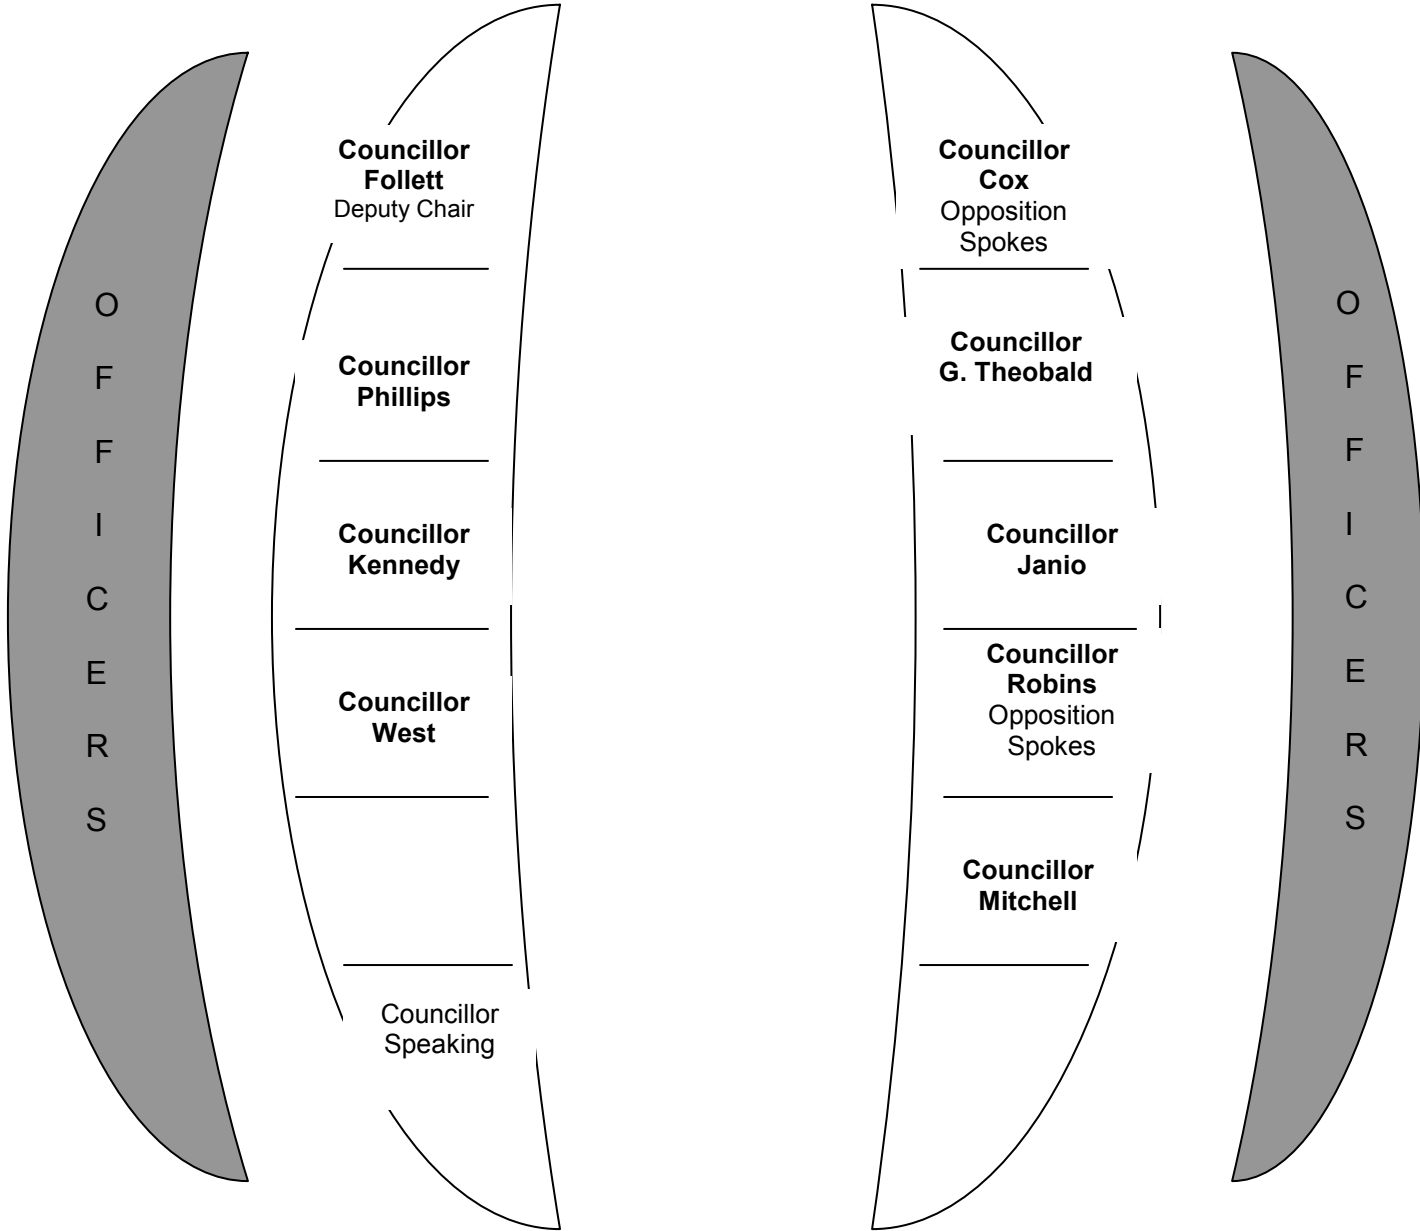 O
F
F
I
C
E
R
S
Councillor
Follett
Deputy Chair
Councillor
Phillips
Councillor
Kennedy
Councillor
West
Councillor
Speaking
Councillor
Cox
Opposition
Spokes
Councillor
G. Theobald
Councillor
Janio
Councillor
Robins
Opposition
Spokes
Councillor
Mitchell
O
F
F
I
C
E
R
S